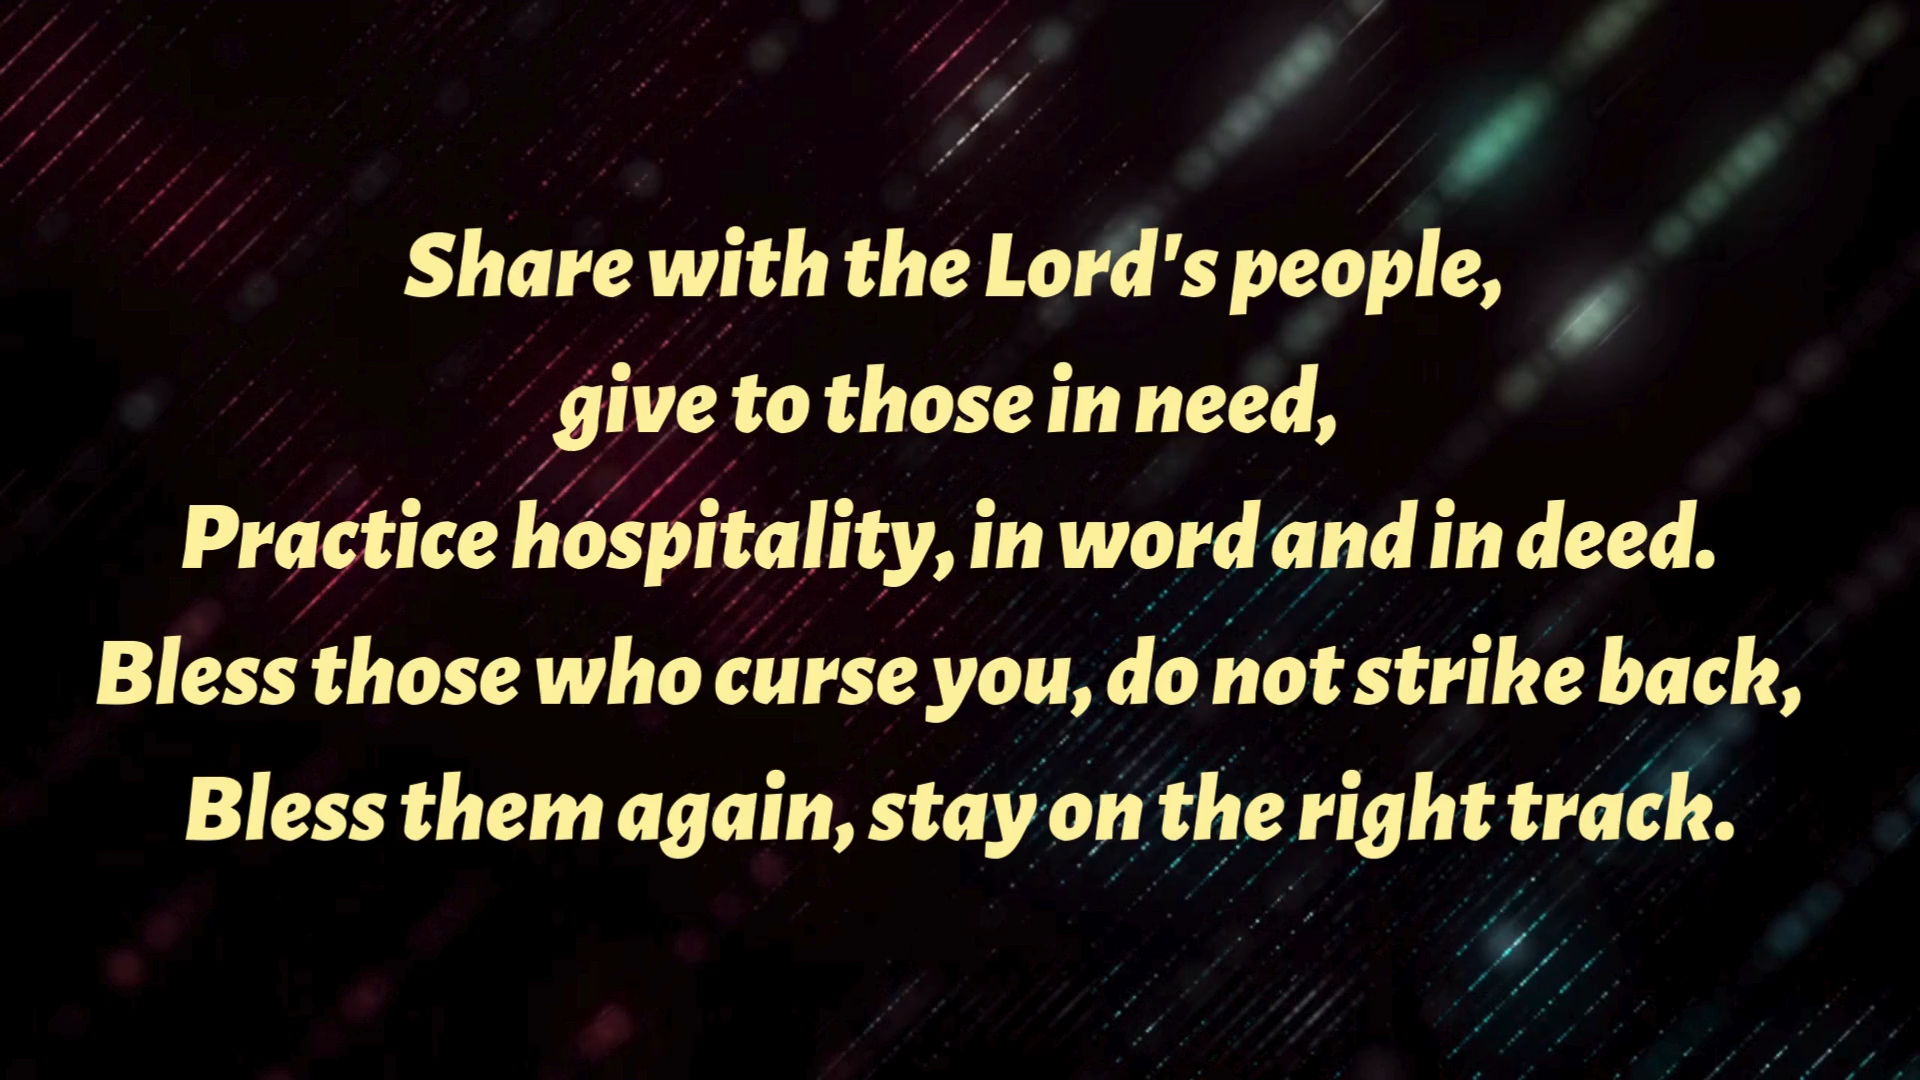 Share with the Lord's people,
give to those in need,
Practice hospitality, in word and in deed.
Bless those who curse you, do not strike back,
Bless them again, stay on the right track.